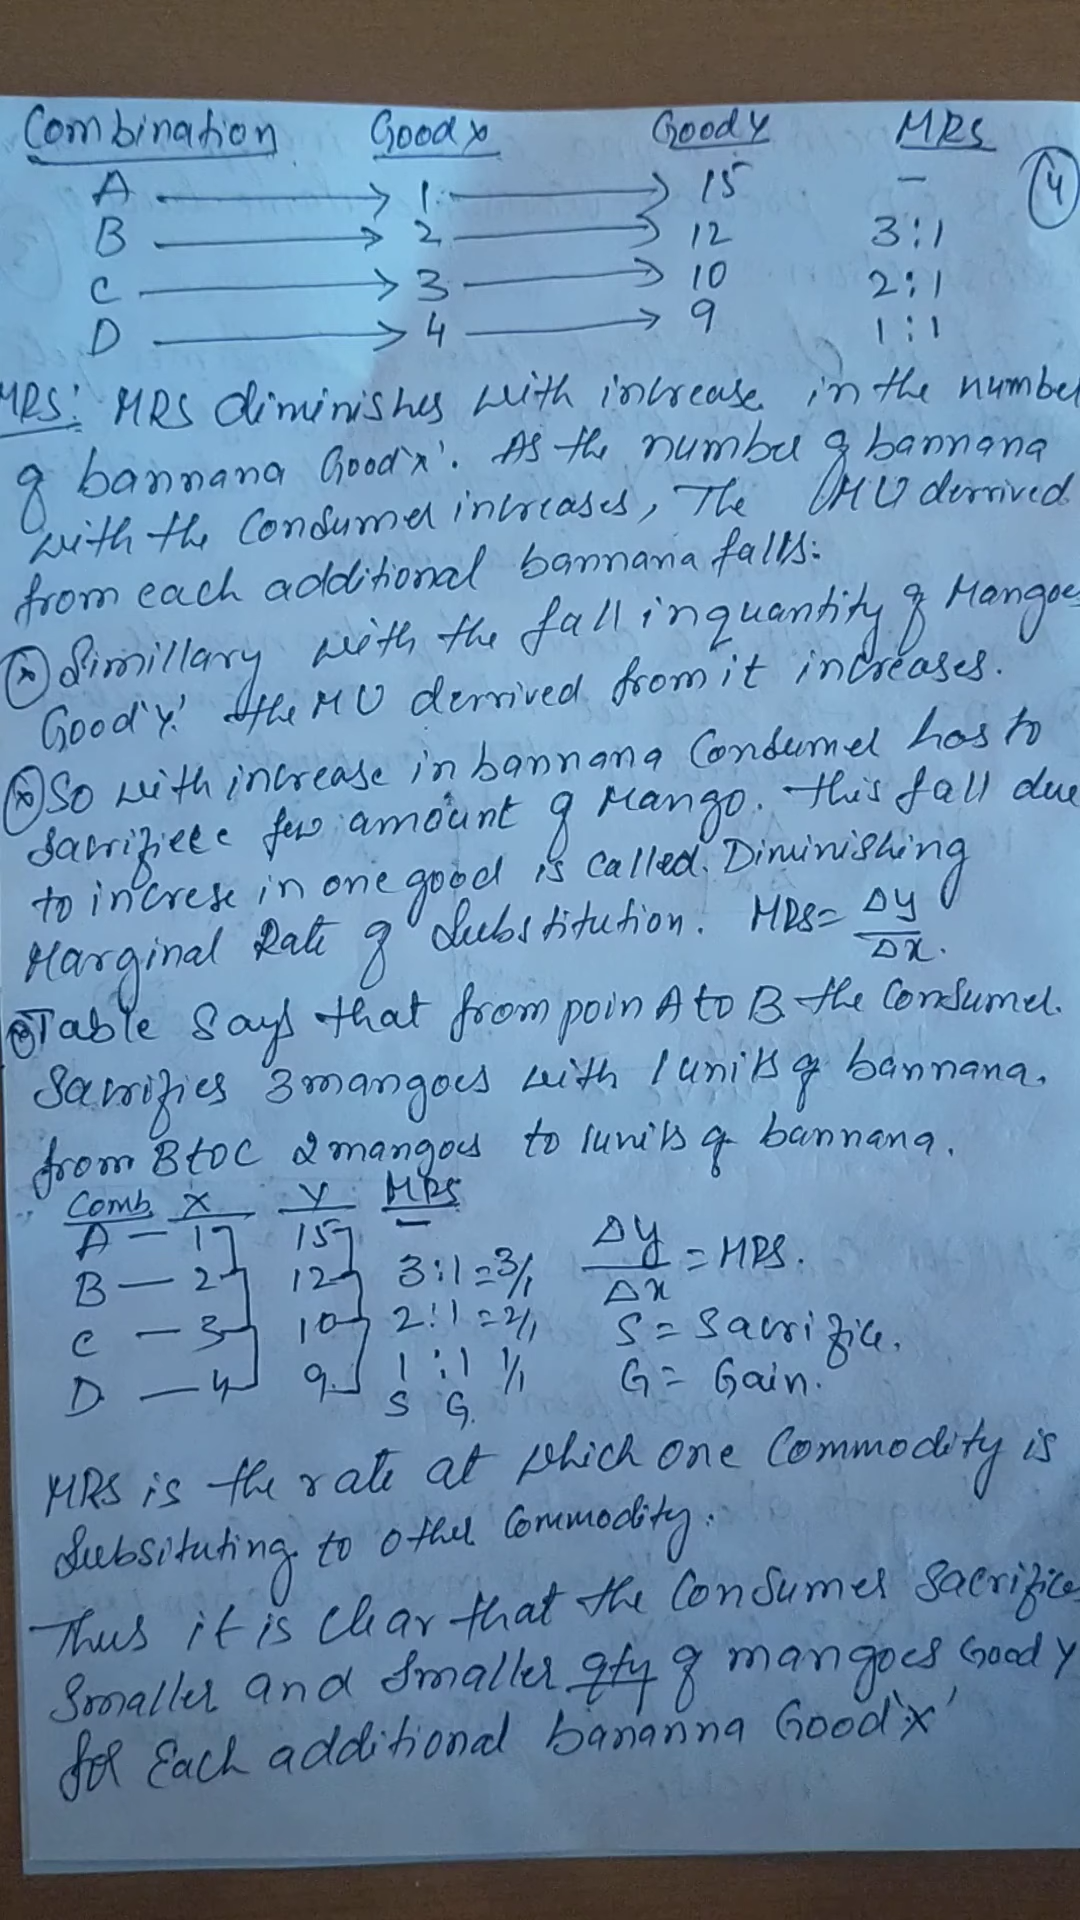 Combination Good x Good Y MRS
A → 1 → 15 – 4
B → 2 → 12 3:1
C → 3 → 10 2:1
D → 4 → 9 1:1
MRS: MRS diminishes with increase in the number
of bannana Good'x'. As the number of bannana
with the Consumer increases, The MU derrived
from each additional bannana falls:
Simillary with the fall in quantity of Mangoes
Good'Y' the MU derrived from it increases.
So with increase in bannana Consumer has to
Sacrifiece few amount of Mango. this fall due
to increse in one good is called. Diminishing
Marginal Rate of Substitution. MRS= Δy/Δx.
Table Says that from poin A to B the Consumer.
Sacrifies 3 mangoes with 1 units of bannana.
from B to C 2 mangoes to 1 units of bannana.
Comb. X Y MRS
A – 1 15 –
B – 2 12 3:1 = 3/1 Δy/Δx = MRS.
C – 3 10 2:1 = 2/1 S = Sacrifice.
D – 4 9 1:1 1/1 G = Gain.
S G.
MRS is the rate at which one Commodity is
Subsituting to other Commodity.
Thus it is clear that the Consumer Sacrifice
Smaller and Smaller qty of mangoes Good Y
for Each additional bananna Good'x'